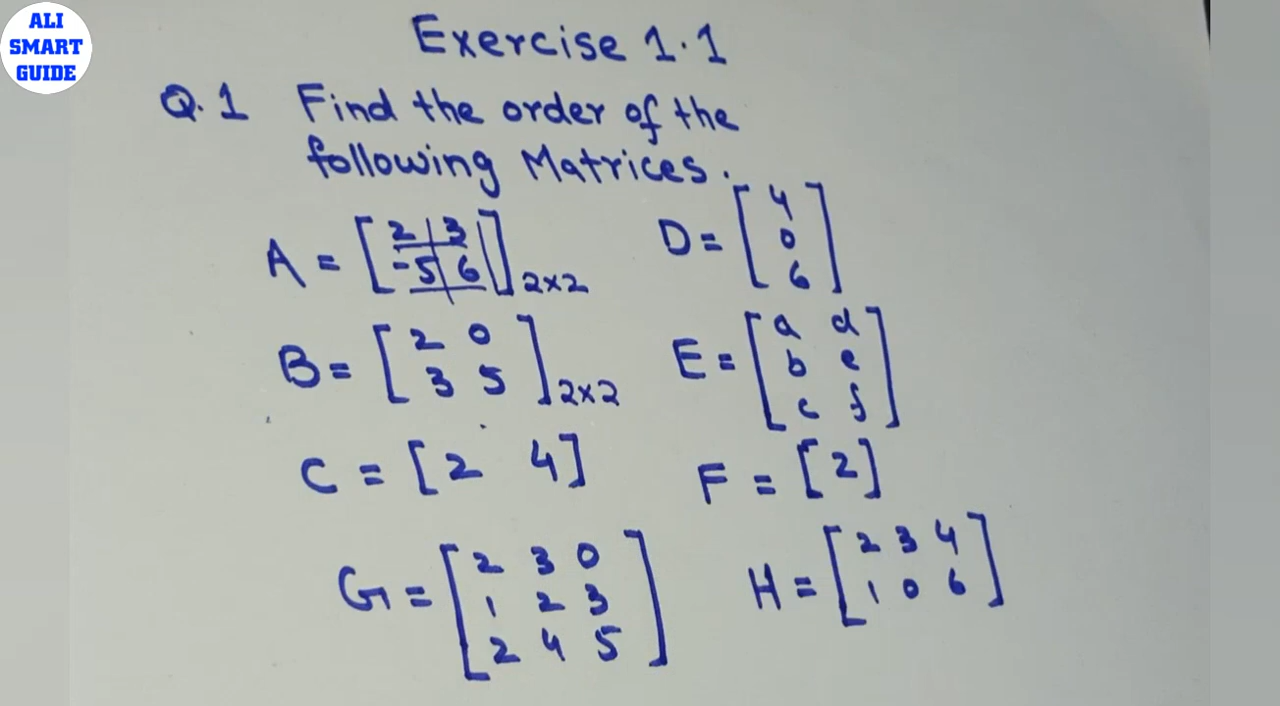 ALI
SMART
GUIDE
Exercise 1.1
Q.1 Find the order of the
following Matrices.
A = [2 3
-5 6] 2×2
B = [2 0
3 5] 2×2
C = [2 4]
G = [2 3 0
1 2 3
2 4 5]
D = [4
0
6]
E = [a d
b e
c f]
F = [2]
H = [2 3 4
1 0 6]